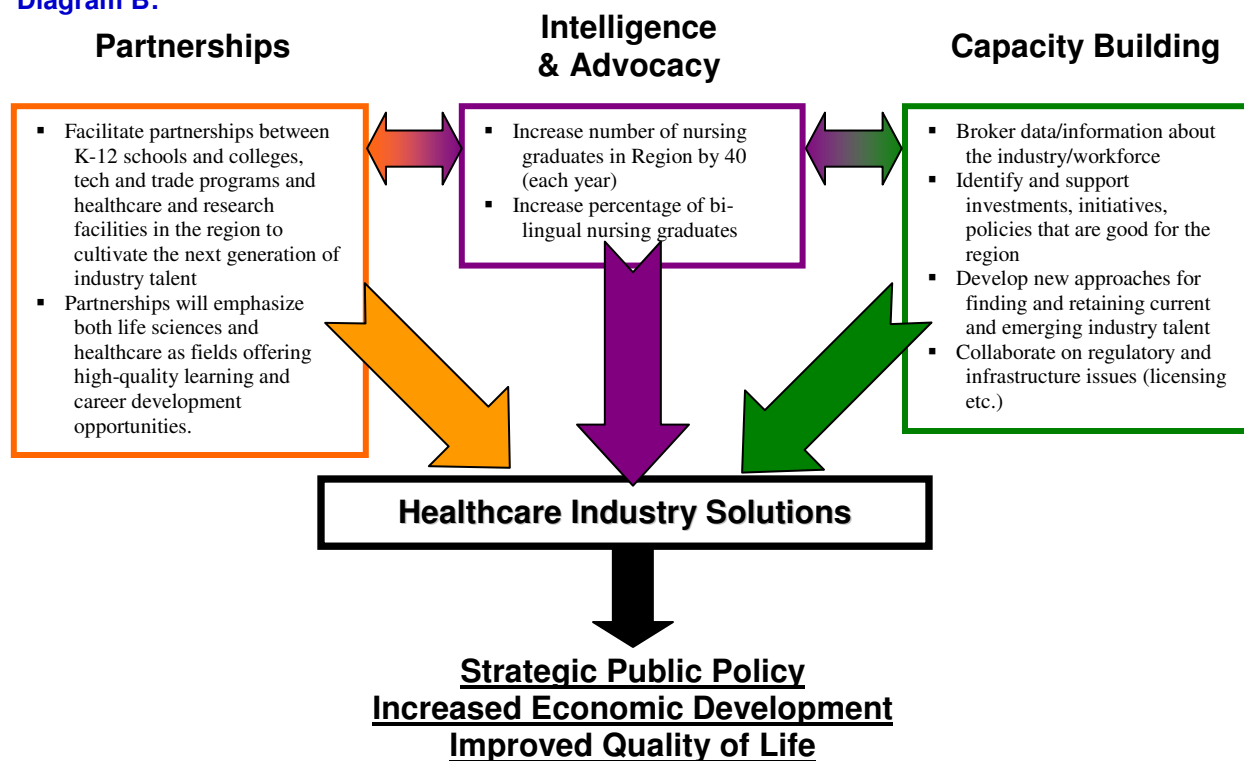 Diagram B:
Partnerships
Intelligence
& Advocacy
Capacity Building
▪ Facilitate partnerships between
K-12 schools and colleges,
tech and trade programs and
healthcare and research
facilities in the region to
cultivate the next generation of
industry talent
▪ Partnerships will emphasize
both life sciences and
healthcare as fields offering
high-quality learning and
career development
opportunities.
▪ Increase number of nursing
graduates in Region by 40
(each year)
▪ Increase percentage of bi-
lingual nursing graduates
▪ Broker data/information about
the industry/workforce
▪ Identify and support
investments, initiatives,
policies that are good for the
region
▪ Develop new approaches for
finding and retaining current
and emerging industry talent
▪ Collaborate on regulatory and
infrastructure issues (licensing
etc.)
Healthcare Industry Solutions
Strategic Public Policy
Increased Economic Development
Improved Quality of Life